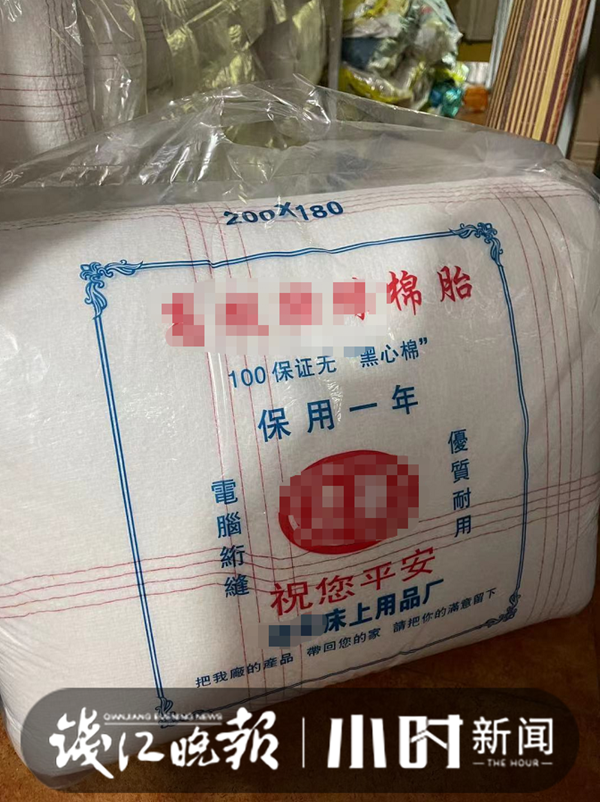 200X180
棉胎
100保证无“黑心棉”
保用一年
電腦絎縫
優質耐用
祝您平安
床上用品厂
把我廠的產品 帶回您的家 請把你的滿意留下
QIANJIANG EVENING NEWS
钱江晚报
小时新闻
THE HOUR